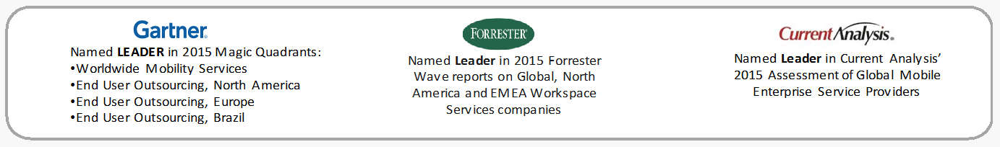 Gartner®
Named LEADER in 2015 Magic Quadrants:
•Worldwide Mobility Services
•End User Outsourcing, North America
•End User Outsourcing, Europe
•End User Outsourcing, Brazil
FORRESTER®
Named Leader in 2015 Forrester
Wave reports on Global, North
America and EMEA Workspace
Services companies
CurrentAnalysis®
Named Leader in Current Analysis’
2015 Assessment of Global Mobile
Enterprise Service Providers